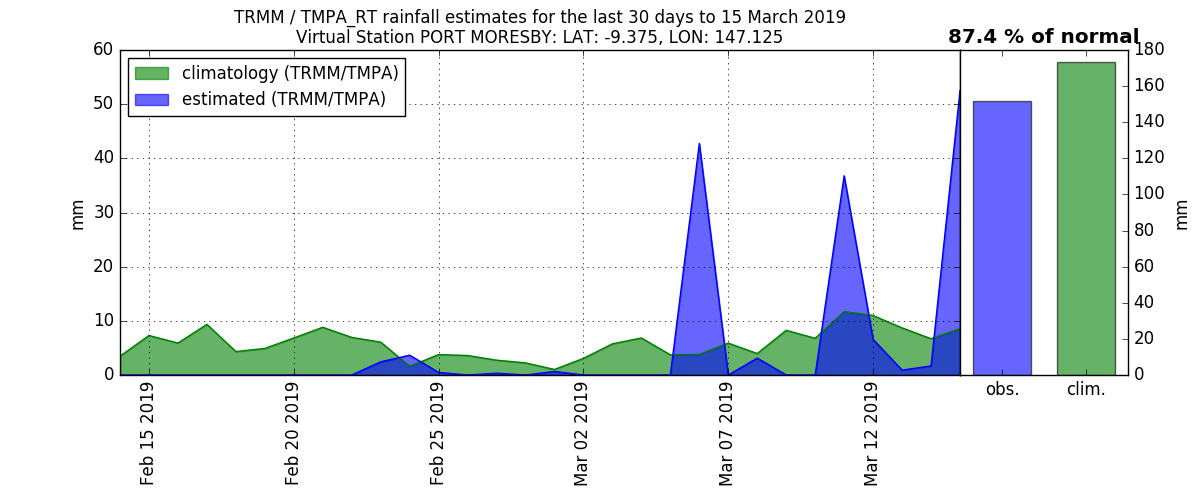 TRMM / TMPA_RT rainfall estimates for the last 30 days to 15 March 2019
Virtual Station PORT MORESBY: LAT: -9.375, LON: 147.125
87.4 % of normal
climatology (TRMM/TMPA)
estimated (TRMM/TMPA)
60
50
40
30
20
10
0
mm
Feb 15 2019
Feb 20 2019
Feb 25 2019
Mar 02 2019
Mar 07 2019
Mar 12 2019
obs.
clim.
180
160
140
120
100
80
60
40
20
0
mm